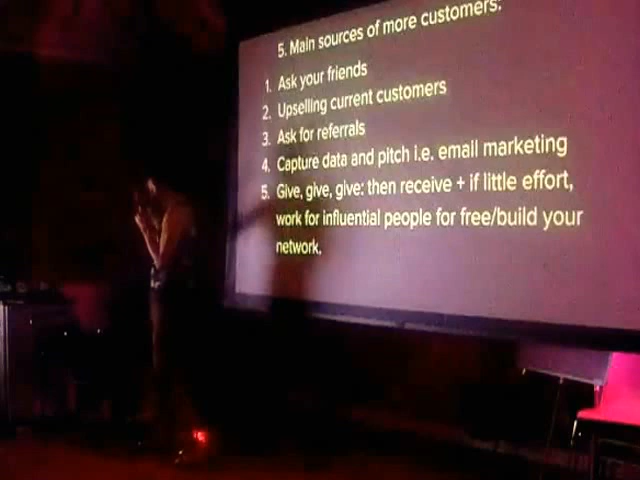 5. Main sources of more customers:
1. Ask your friends
2. Upselling current customers
3. Ask for referrals
4. Capture data and pitch i.e. email marketing
5. Give, give, give: then receive + if little effort,
work for influential people for free/build your
network.